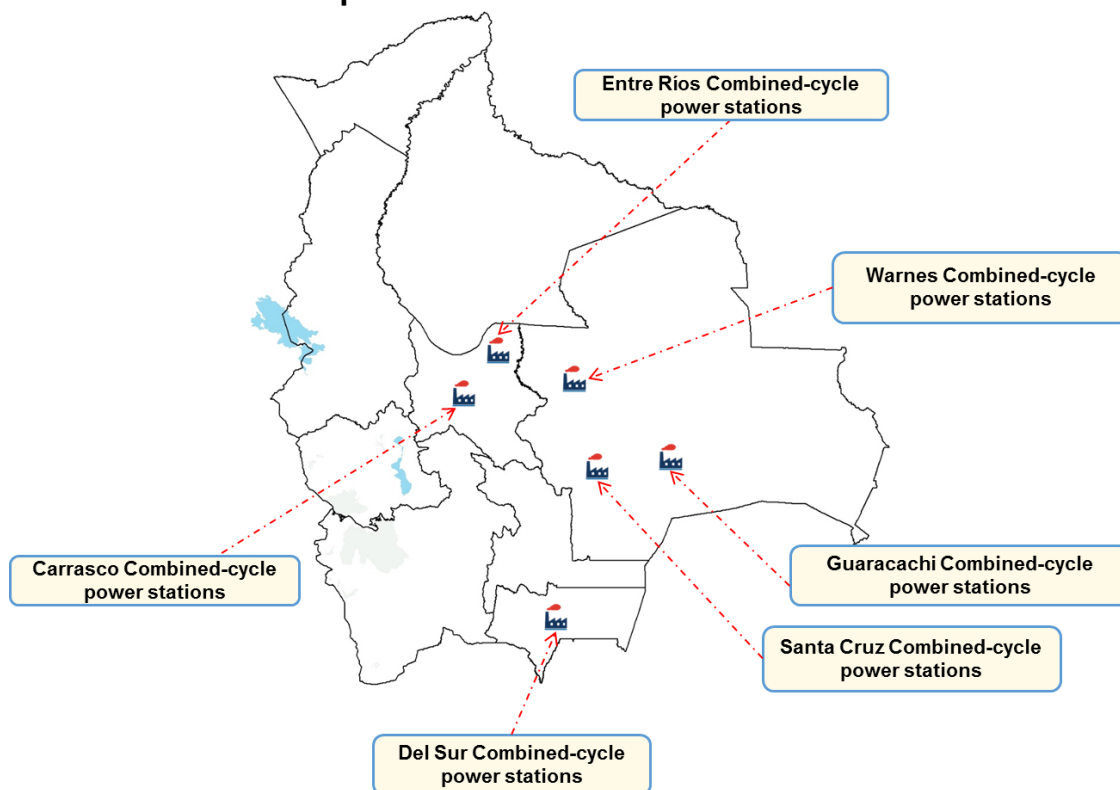 Entre Ríos Combined-cycle
power stations
Warnes Combined-cycle
power stations
Carrasco Combined-cycle
power stations
Guaracachi Combined-cycle
power stations
Santa Cruz Combined-cycle
power stations
Del Sur Combined-cycle
power stations